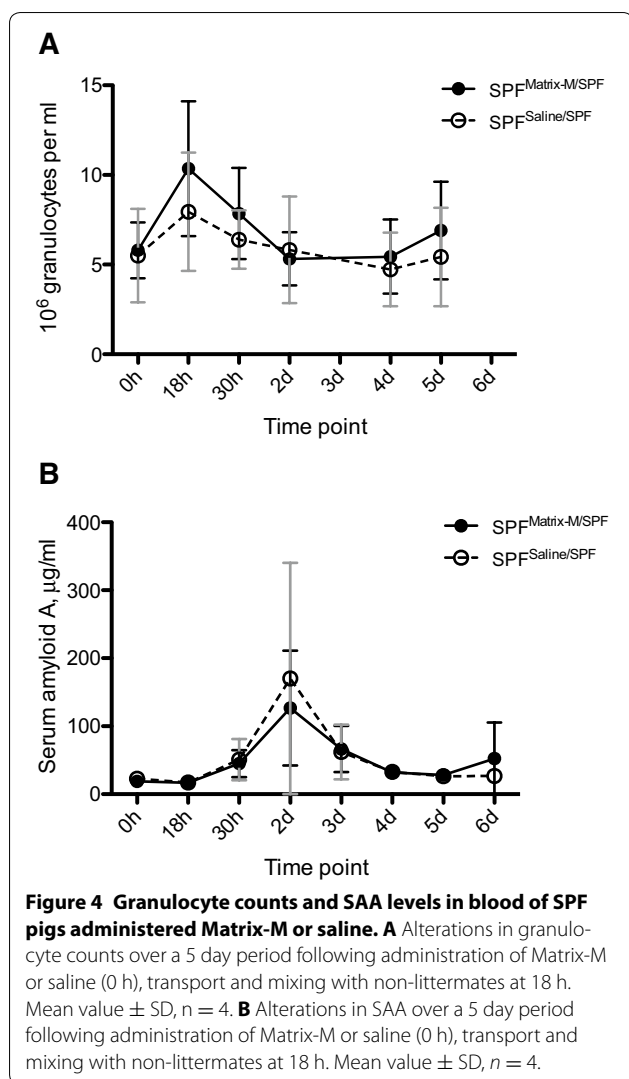 A
15
10
5
0
10⁶ granulocytes per ml
SPF^Matrix-M/SPF
SPF^Saline/SPF
0h 18h 30h 2d 3d 4d 5d 6d
Time point
B
400
300
200
100
0
Serum amyloid A, µg/ml
SPF^Matrix-M/SPF
SPF^Saline/SPF
0h 18h 30h 2d 3d 4d 5d 6d
Time point
Figure 4 Granulocyte counts and SAA levels in blood of SPF
pigs administered Matrix-M or saline. A Alterations in granulo-
cyte counts over a 5 day period following administration of Matrix-M
or saline (0 h), transport and mixing with non-littermates at 18 h.
Mean value ± SD, n = 4. B Alterations in SAA over a 5 day period
following administration of Matrix-M or saline (0 h), transport and
mixing with non-littermates at 18 h. Mean value ± SD, n = 4.